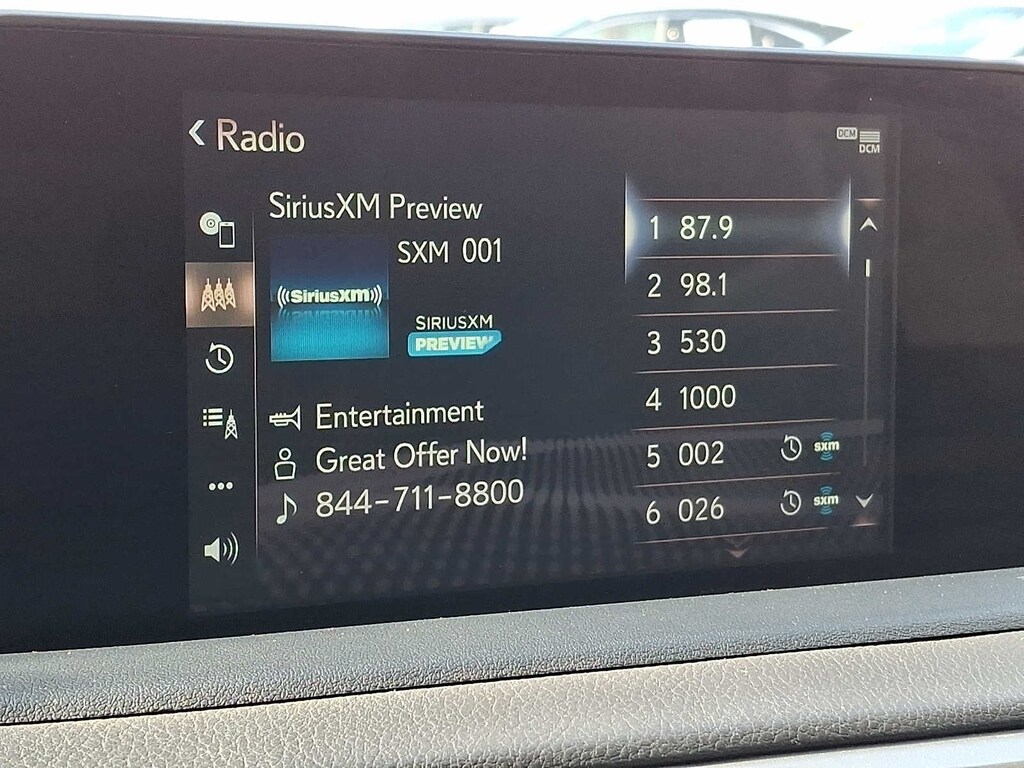 Radio
DCM
DCM
SiriusXM Preview
SXM 001
((SiriusXM))
SIRIUSXM
PREVIEW
Entertainment
Great Offer Now!
844-711-8800
1 87.9
2 98.1
3 530
4 1000
5 002 sxm
6 026 sxm